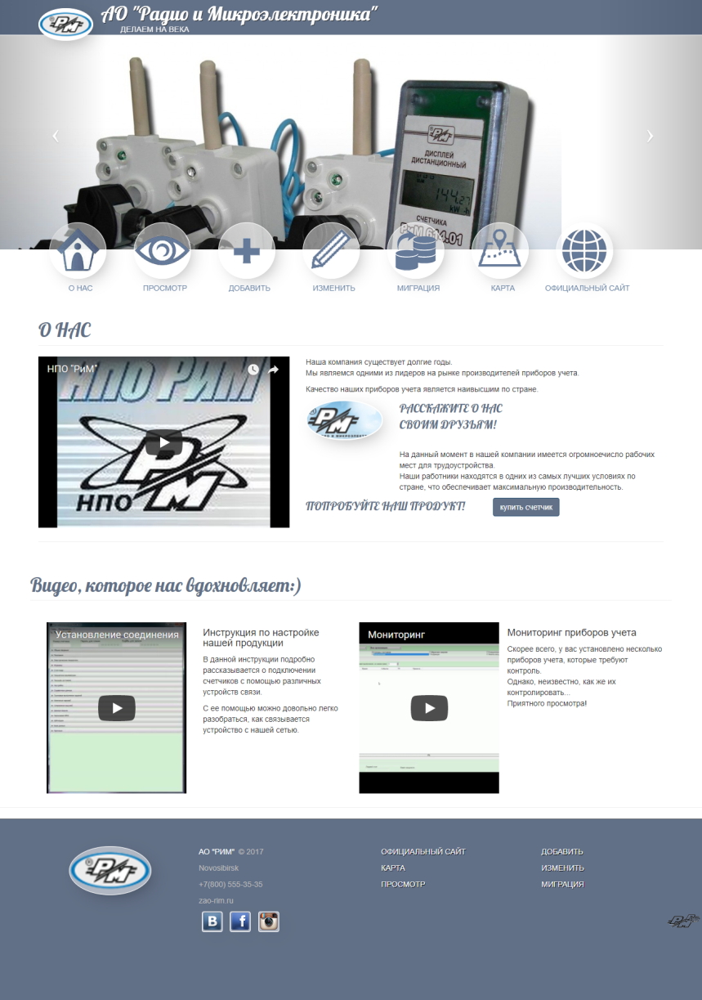 АО "Радио и Микроэлектроника"
ДЕЛАЕМ НА ВЕКА
РиМ
ДИСПЛЕЙ
ДИСТАНЦИОННЫЙ
144.27
kW·h
СЧЕТЧИКА
РиМ 614.01
О НАС
ПРОСМОТР
ДОБАВИТЬ
ИЗМЕНИТЬ
МИГРАЦИЯ
КАРТА
ОФИЦИАЛЬНЫЙ САЙТ
О НАС
НПО "РиМ"
НПО РИМ
РиМ
НПО
Наша компания существует долгие годы.
Мы являемся одними из лидеров на рынке производителей приборов учета.
Качество наших приборов учета является наивысшим по стране.
РиМ
РАССКАЖИТЕ О НАС
СВОИМ ДРУЗЬЯМ!
На данный момент в нашей компании имеется огромноечисло рабочих
мест для трудоустройства.
Наши работники находятся в одних из самых лучших условиях по
стране, что обеспечивает максимальную производительность.
ПОПРОБУЙТЕ НАШ ПРОДУКТ!
купить счетчик
Видео, которое нас вдохновляет:)
Установление соединения
Инструкция по настройке
нашей продукции
В данной инструкции подробно
рассказывается о подключении
счетчиков с помощью различных
устройств связи.
С ее помощью можно довольно легко
разобраться, как связывается
устройство с нашей сетью.
Мониторинг
Мониторинг приборов учета
Скорее всего, у вас установлено несколько
приборов учета, которые требуют
контроль.
Однако, неизвестно, как же их
контролировать...
Приятного просмотра!
РиМ
АО "РИМ" © 2017
Novosibirsk
+7(800) 555-35-35
zao-rim.ru
ОФИЦИАЛЬНЫЙ САЙТ
КАРТА
ПРОСМОТР
ДОБАВИТЬ
ИЗМЕНИТЬ
МИГРАЦИЯ
РиМ